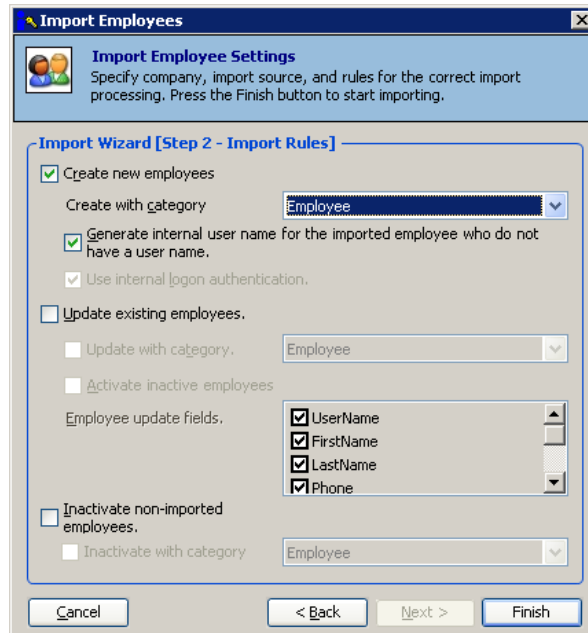 Import Employees
Import Employee Settings
Specify company, import source, and rules for the correct import
processing. Press the Finish button to start importing.
Import Wizard [Step 2 - Import Rules]
Create new employees
Create with category
Employee
Generate internal user name for the imported employee who do not
have a user name.
Use internal logon authentication.
Update existing employees.
Update with category.
Employee
Activate inactive employees
Employee update fields.
UserName
FirstName
LastName
Phone
Inactivate non-imported
employees.
Inactivate with category
Employee
Cancel
< Back
Next >
Finish